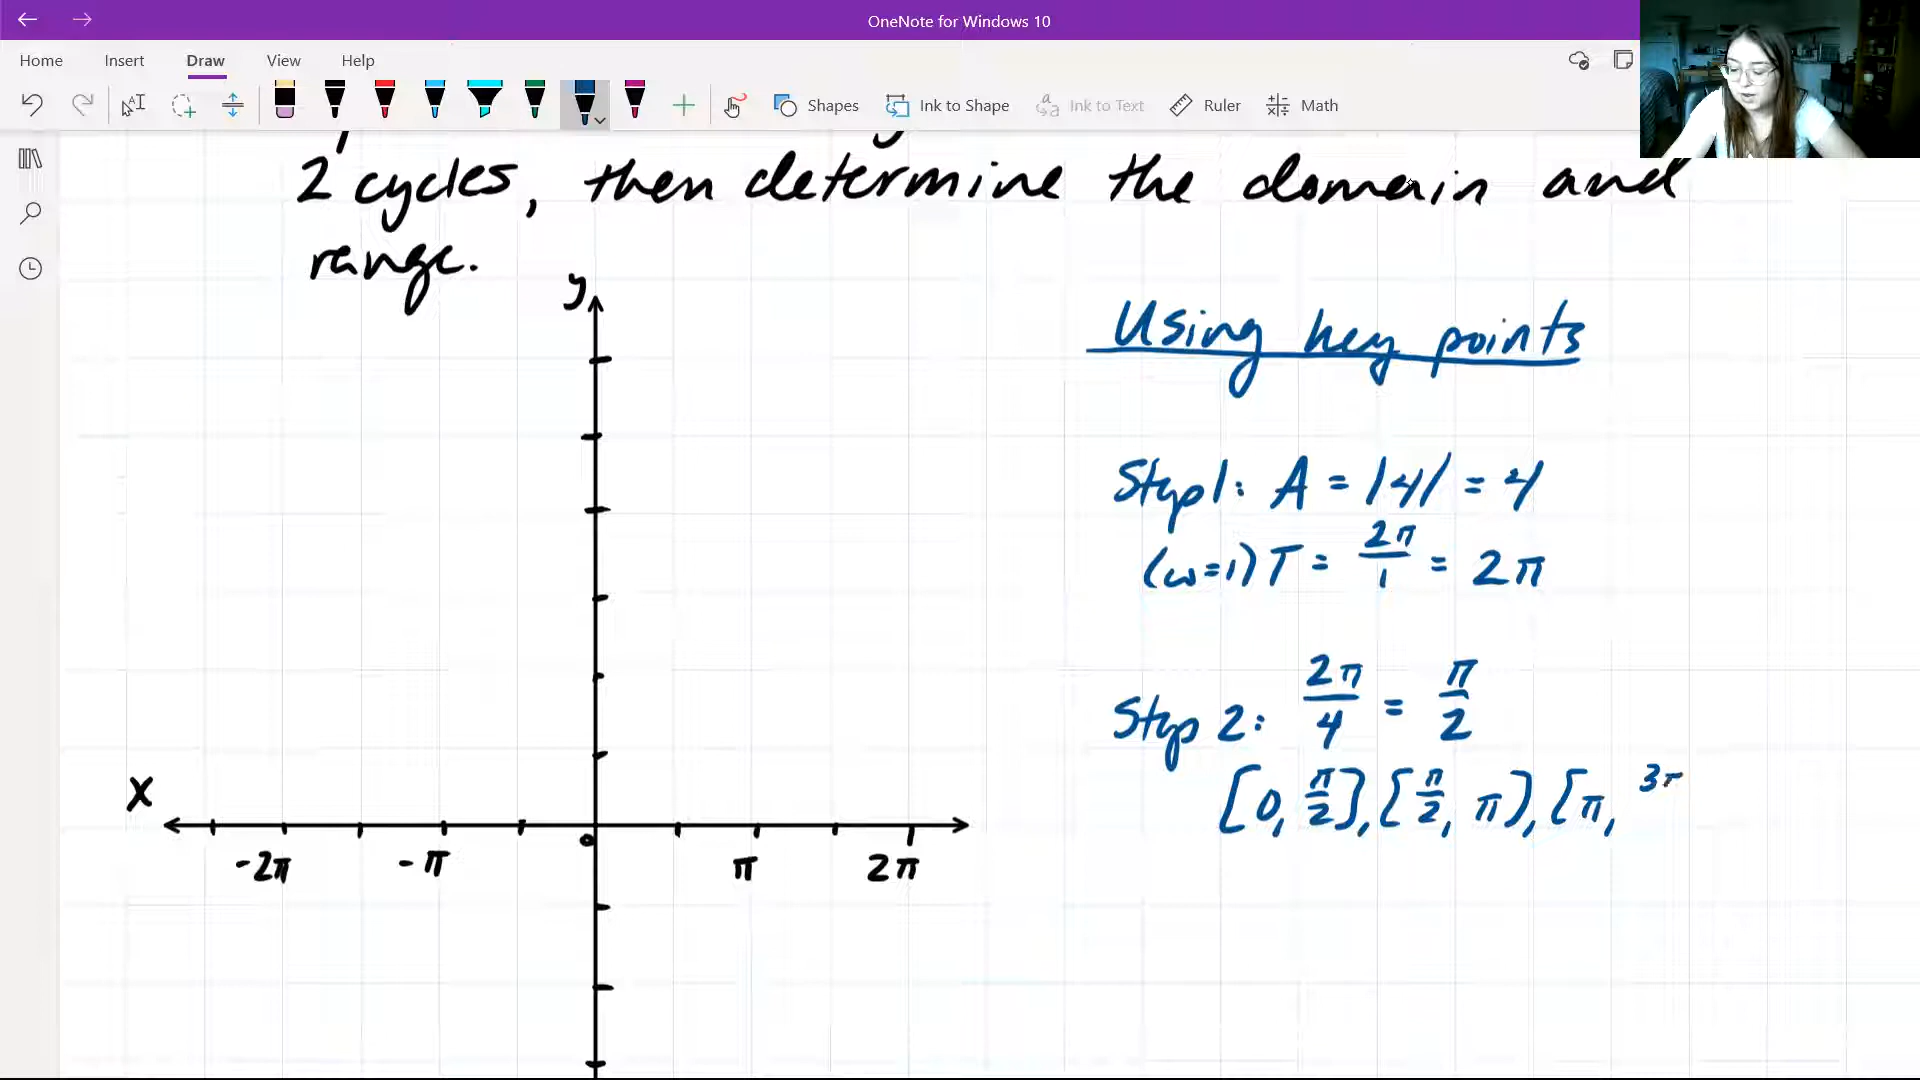 OneNote for Windows 10
Home Insert Draw View Help
Shapes Ink to Shape Ink to Text Ruler Math
2 cycles, then determine the domain and
range.
y
Using key points
Step 1: A = |4| = 4
(ω=1) T = 2π/1 = 2π
Step 2: 2π/4 = π/2
[0, π/2], [π/2, π], [π, 3π
x
-2π -π 0 π 2π